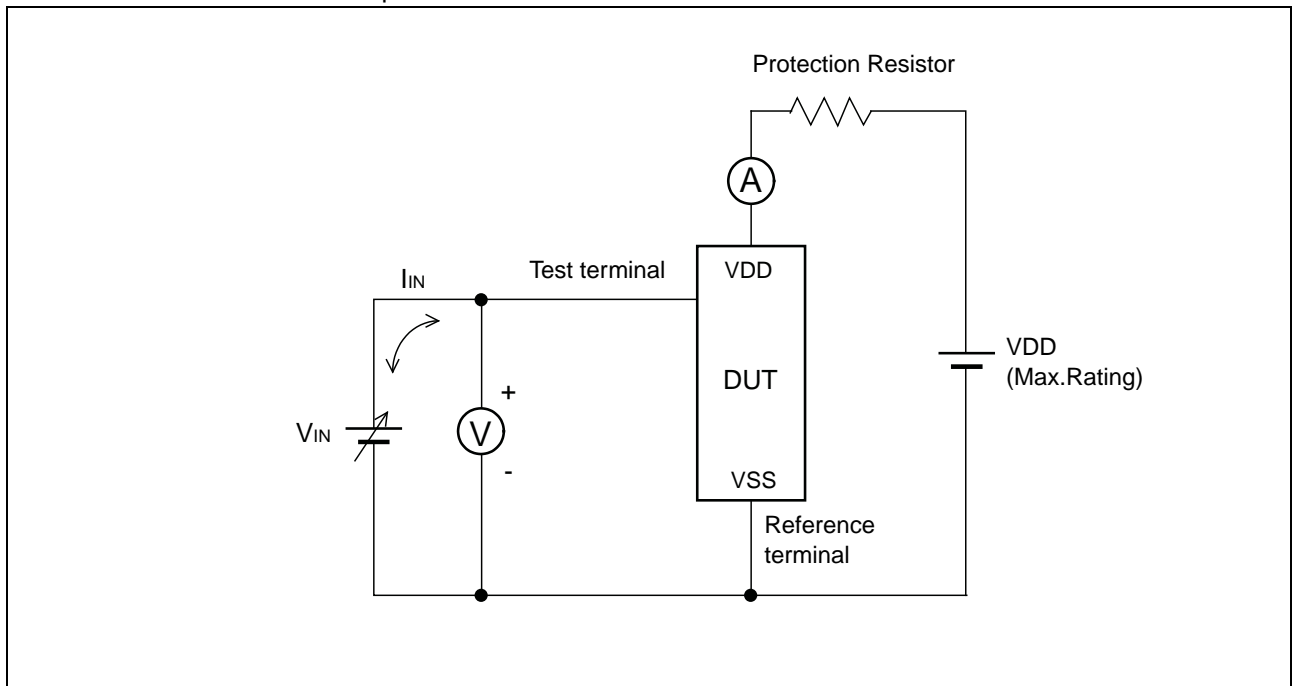 Protection Resistor
A
Test terminal
VDD
IIN
VDD
(Max.Rating)
DUT
+
VIN
V
-
VSS
Reference
terminal